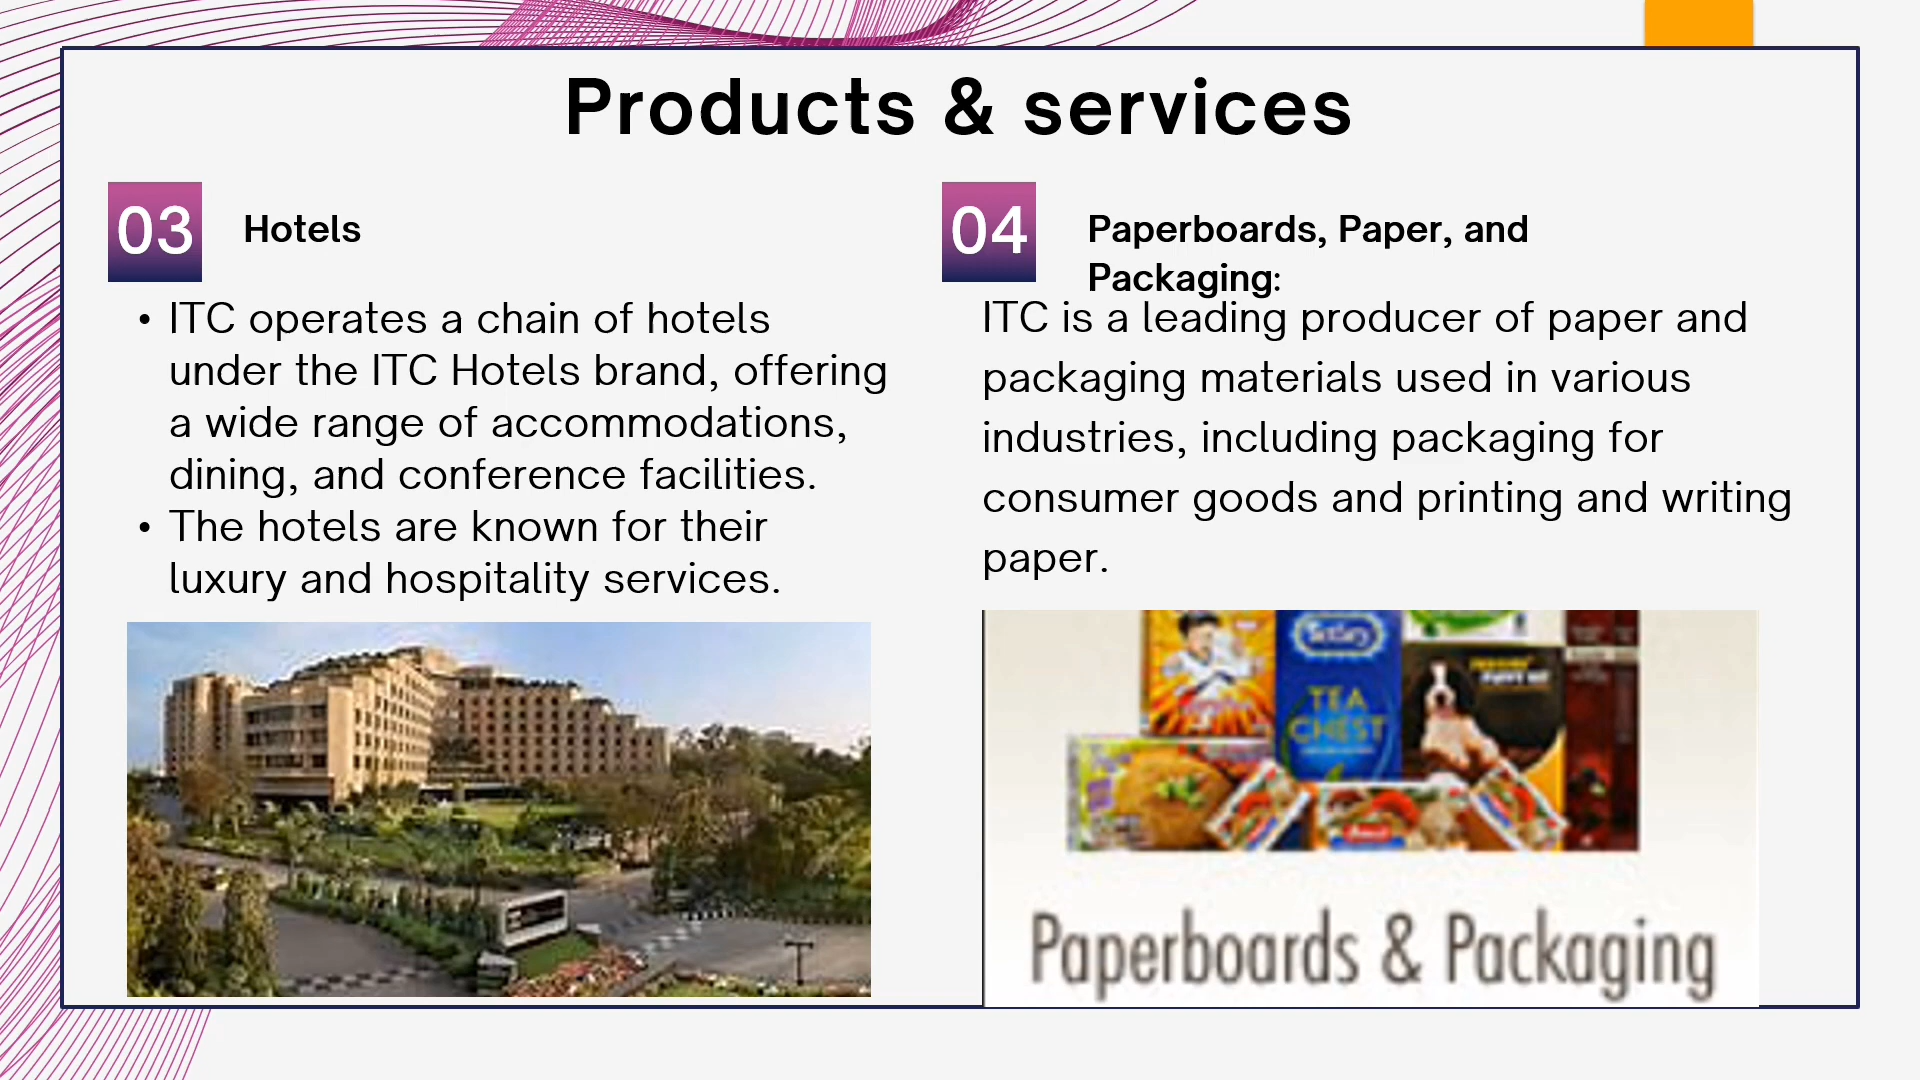 Products & services
03
Hotels
• ITC operates a chain of hotels
under the ITC Hotels brand, offering
a wide range of accommodations,
dining, and conference facilities.
• The hotels are known for their
luxury and hospitality services.
04
Paperboards, Paper, and
Packaging:
ITC is a leading producer of paper and
packaging materials used in various
industries, including packaging for
consumer goods and printing and writing
paper.
Tetley
TEA
CHEST
Paperboards & Packaging